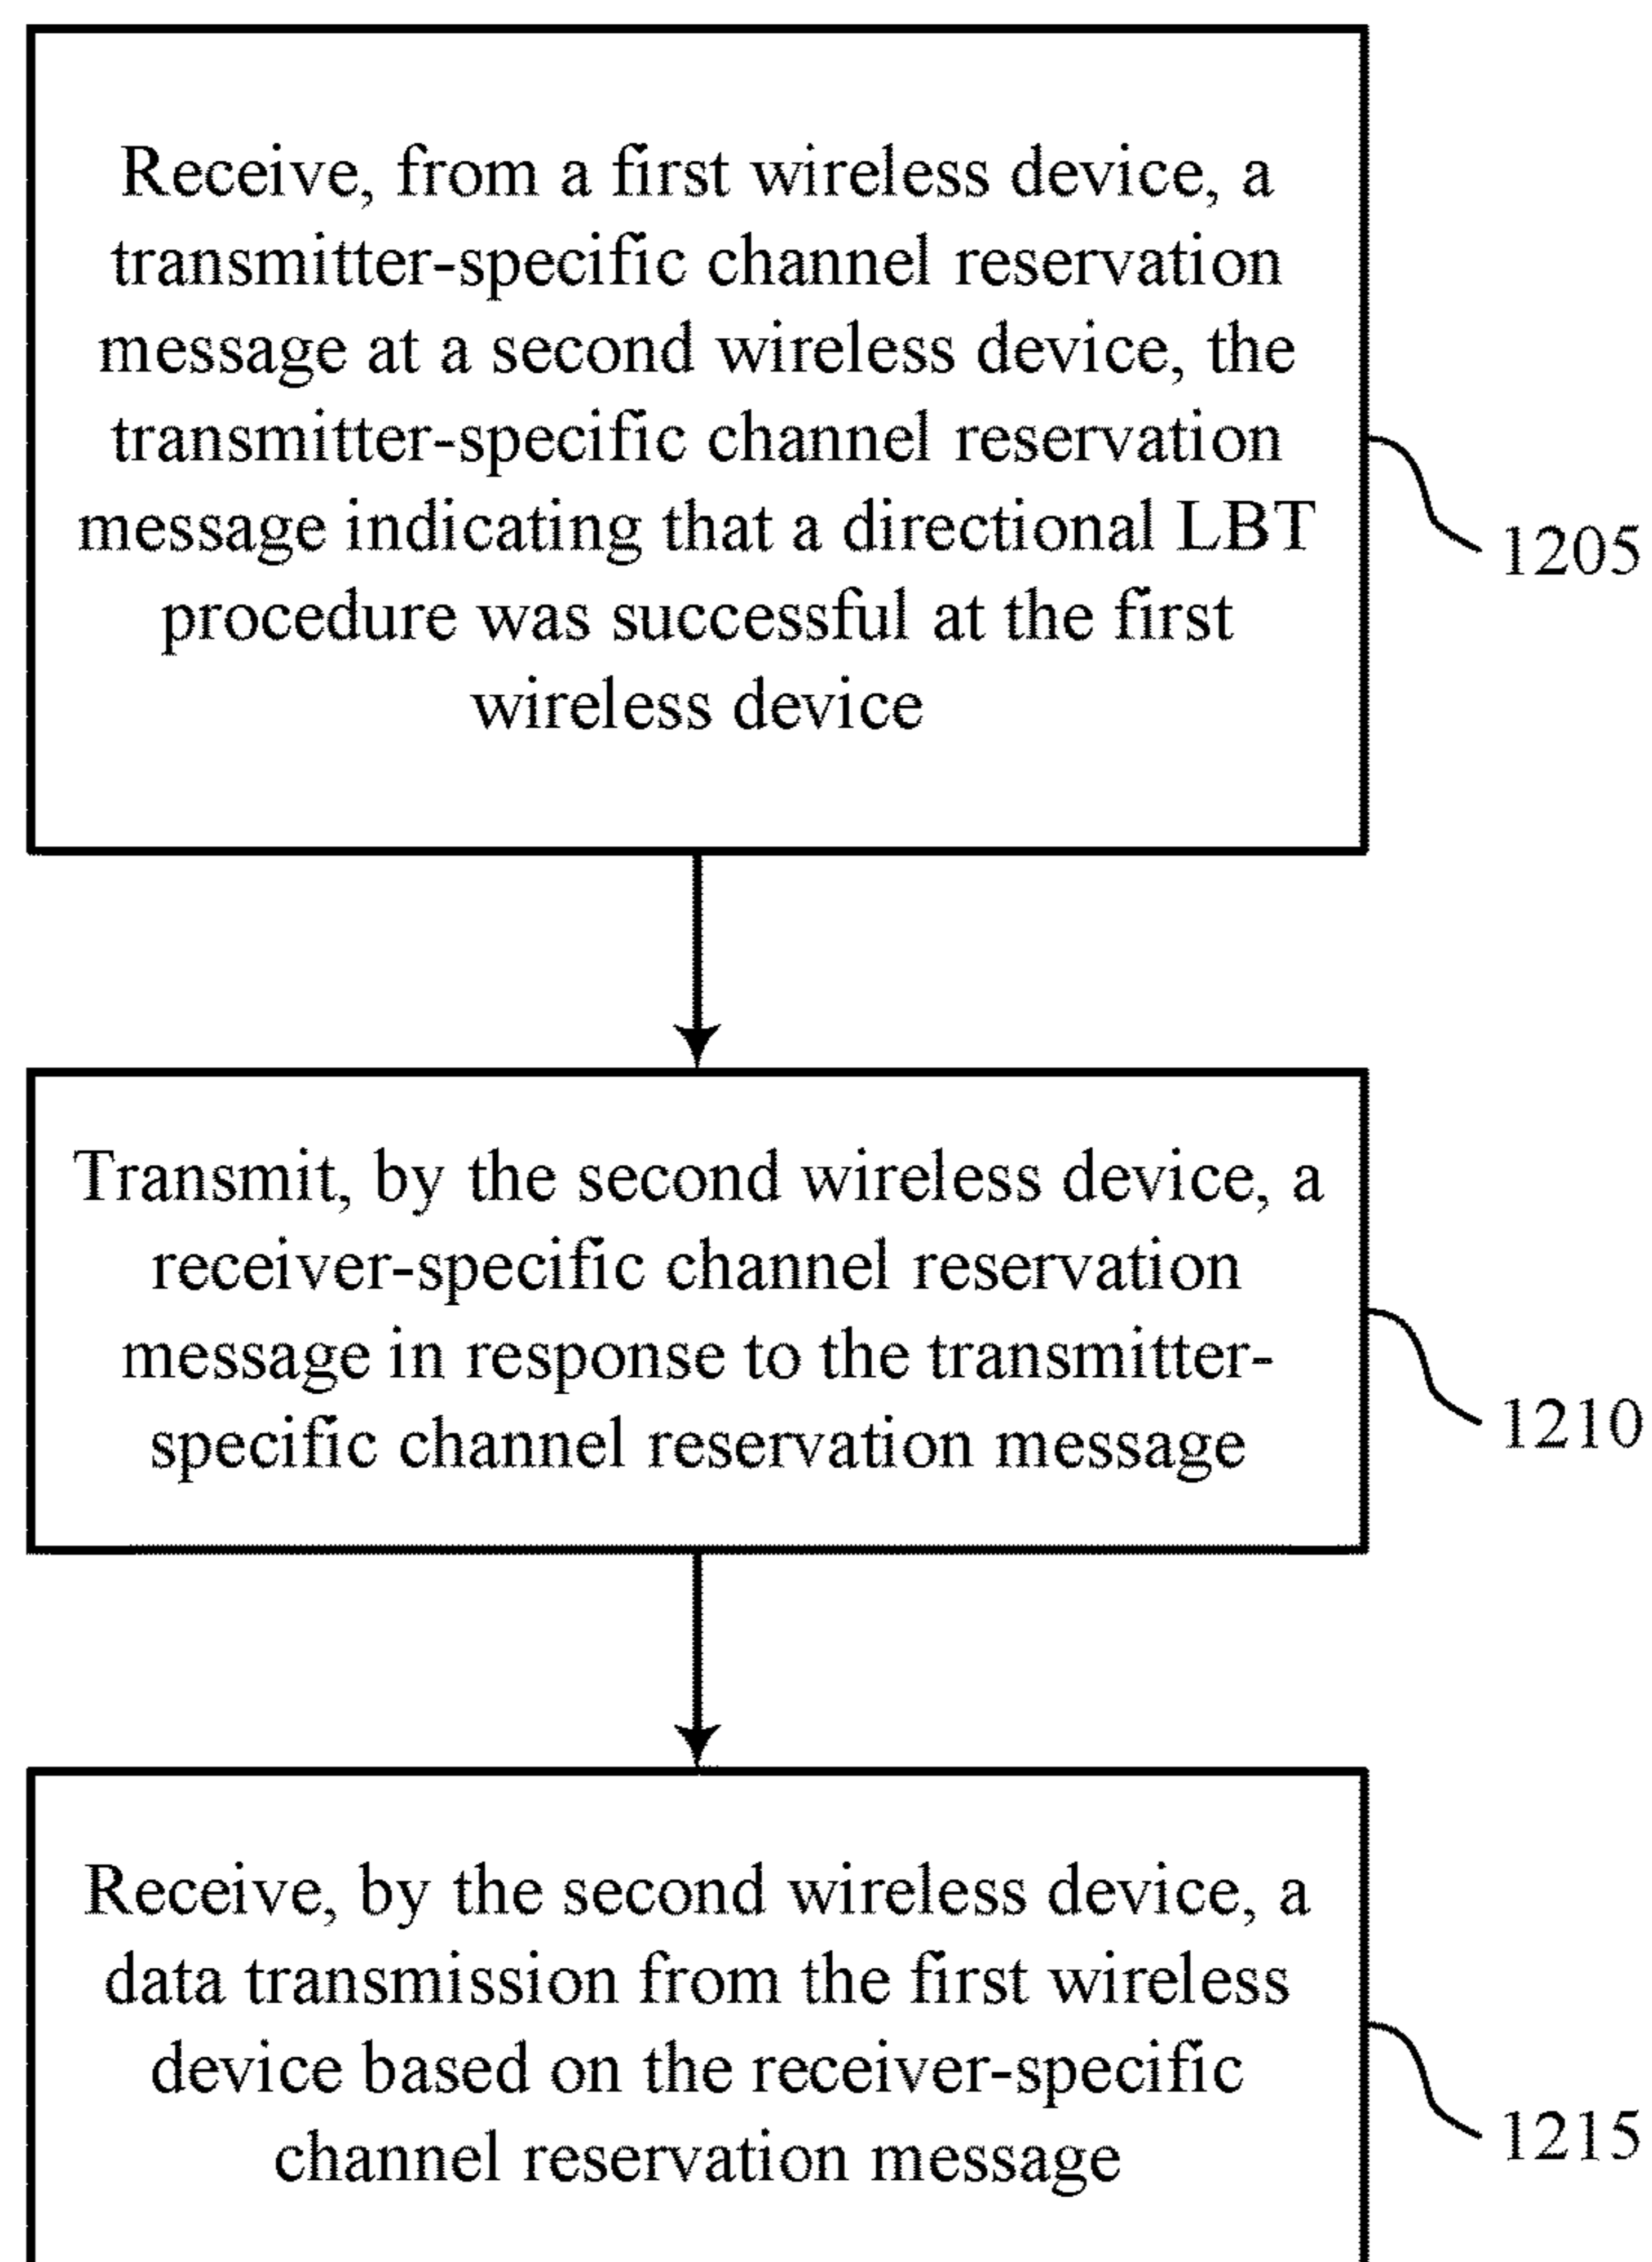 Receive, from a first wireless device, a
transmitter-specific channel reservation
message at a second wireless device, the
transmitter-specific channel reservation
message indicating that a directional LBT
procedure was successful at the first
wireless device
1205
Transmit, by the second wireless device, a
receiver-specific channel reservation
message in response to the transmitter-
specific channel reservation message
1210
Receive, by the second wireless device, a
data transmission from the first wireless
device based on the receiver-specific
channel reservation message
1215